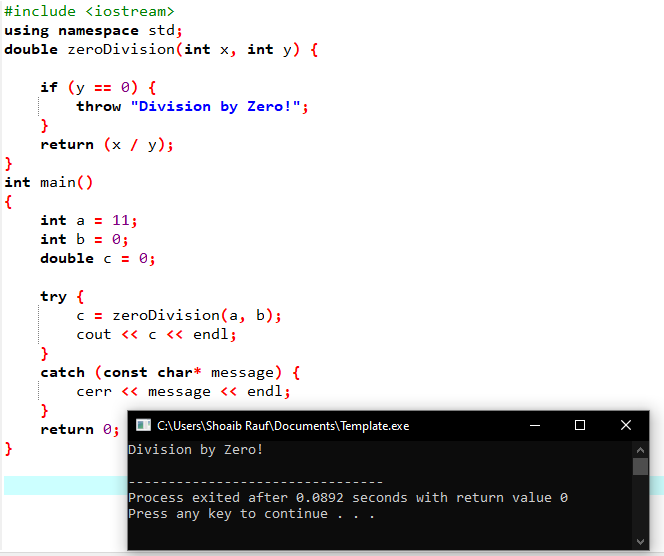 #include <iostream>
using namespace std;
double zeroDivision(int x, int y) {
if (y == 0) {
throw "Division by Zero!";
}
return (x / y);
}
int main()
{
int a = 11;
int b = 0;
double c = 0;
try {
c = zeroDivision(a, b);
cout << c << endl;
}
catch (const char* message) {
cerr << message << endl;
}
return 0;
}
C:\Users\Shoaib Rauf\Documents\Template.exe
Division by Zero!
--------------------------------
Process exited after 0.0892 seconds with return value 0
Press any key to continue . . .